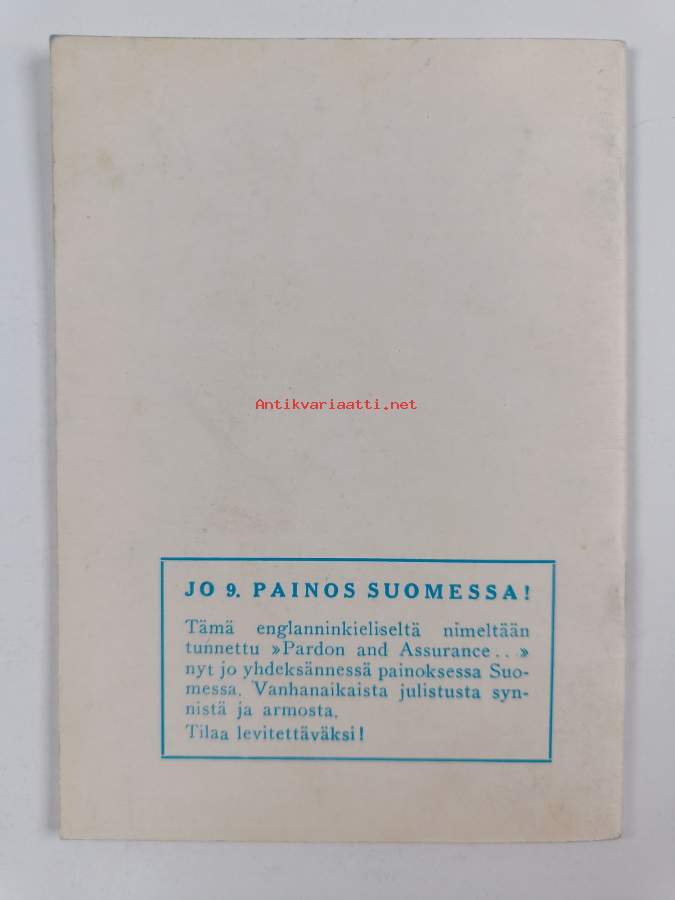 Antikvariaatti.net
JO 9. PAINOS SUOMESSA!
Tämä englanninkieliseltä nimeltään
tunnettu »Pardon and Assurance...»
nyt jo yhdeksännessä painoksessa Suo-
messa. Vanhanaikaista julistusta syn-
nistä ja armosta.
Tilaa levitettäväksi!